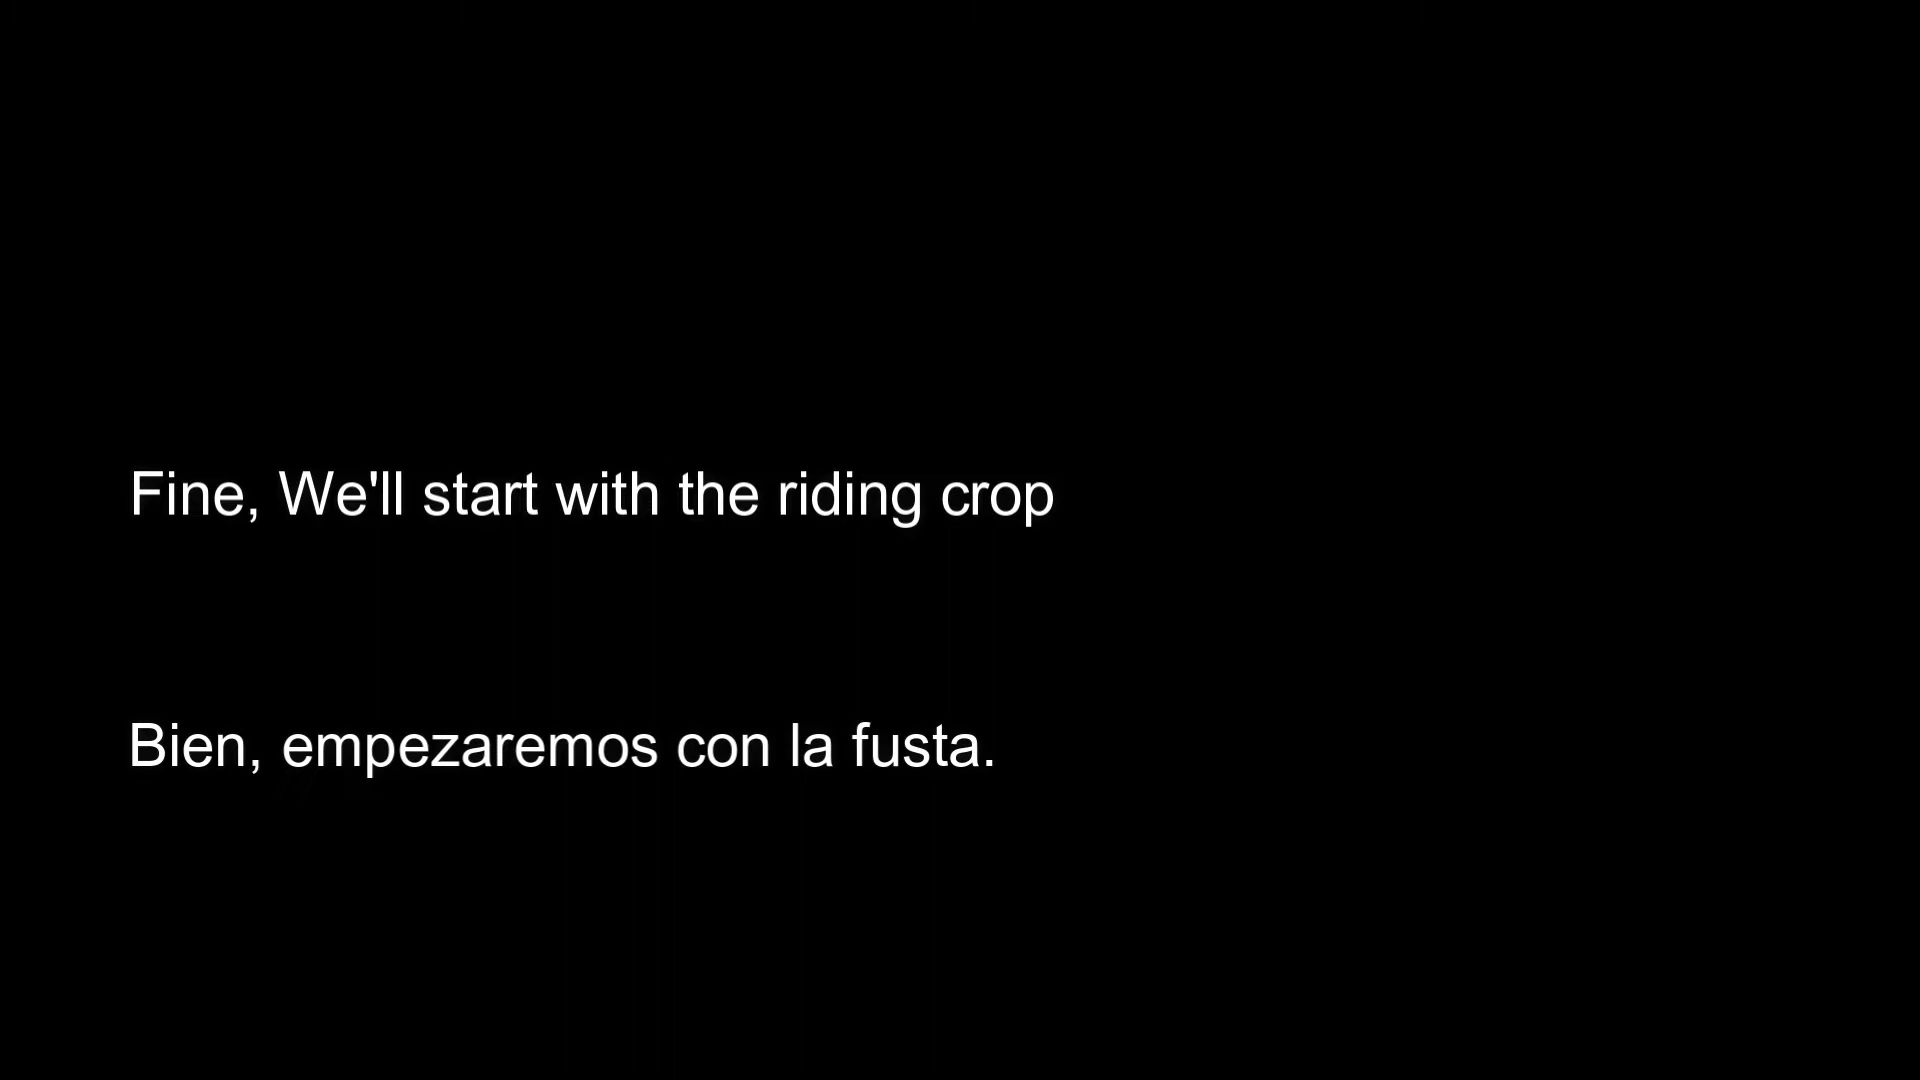 Fine, We'll start with the riding crop
Bien, empezaremos con la fusta.